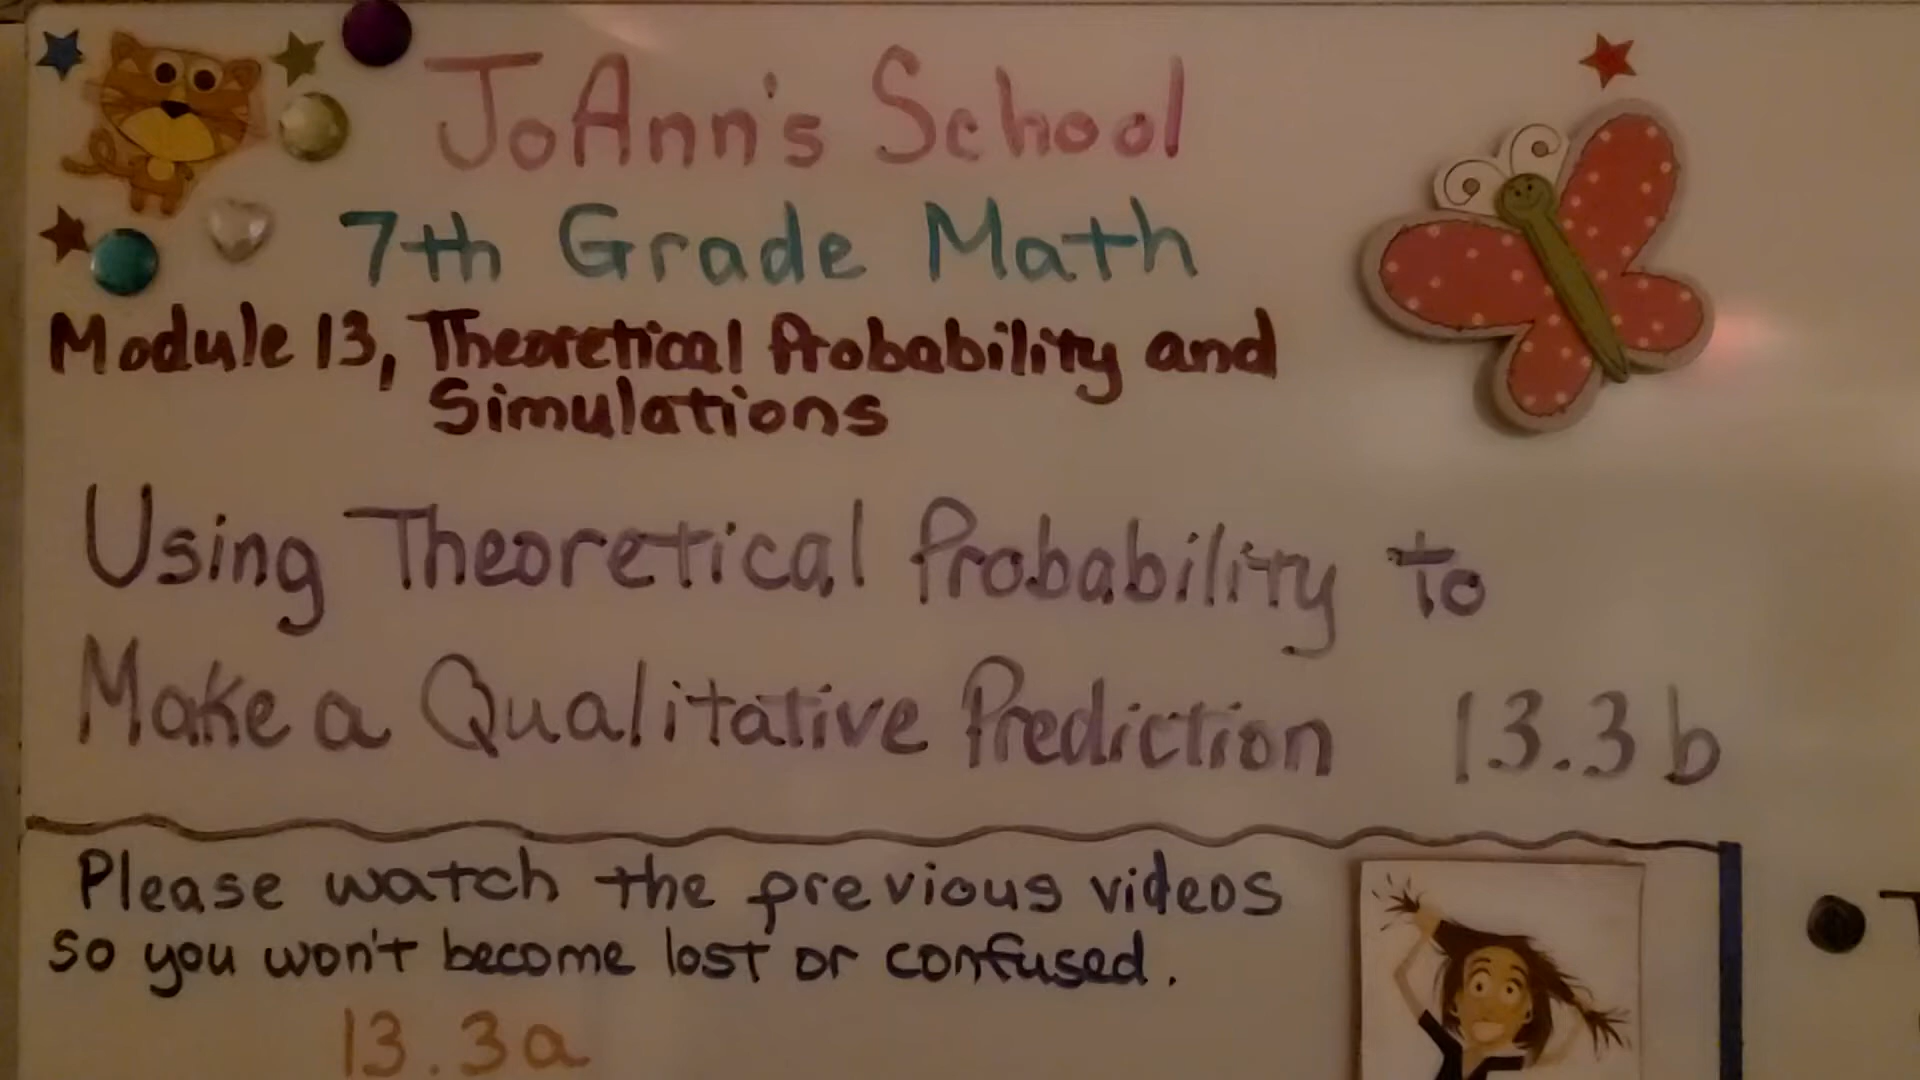 JoAnn's School
7th Grade Math
Module 13, Theoretical Probability and
Simulations
Using Theoretical Probability to
Make a Qualitative Prediction 13.3b
Please watch the previous videos
so you won't become lost or confused.
13.3a